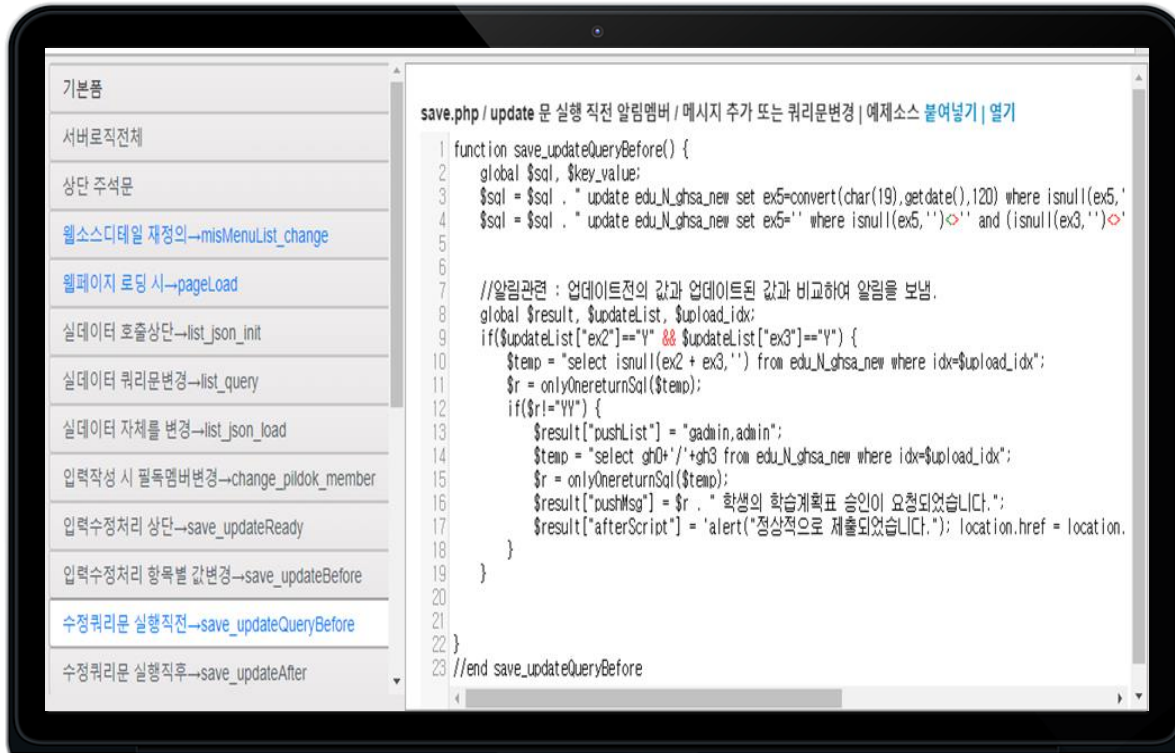 기본폼
서버로직전체
상단 주석문
웹소스디테일 재정의→misMenuList_change
웹페이지 로딩 시→pageLoad
실데이터 호출상단→list_json_init
실데이터 쿼리문변경→list_query
실데이터 자체를 변경→list_json_load
입력작성 시 필독멤버변경→change_pildok_member
입력수정처리 상단→save_updateReady
입력수정처리 항목별 값변경→save_updateBefore
수정쿼리문 실행직전→save_updateQueryBefore
수정쿼리문 실행직후→save_updateAfter
save.php / update 문 실행 직전 알림멤버 / 메시지 추가 또는 쿼리문변경 | 예제소스 붙여넣기 | 열기
1 function save_updateQueryBefore() {
2 global $sql, $key_value;
3 $sql = $sql . " update edu_N_ghsa_new set ex5=convert(char(19),getdate(),120) where isnull(ex5,'
4 $sql = $sql . " update edu_N_ghsa_new set ex5='' where isnull(ex5,'')<>'' and (isnull(ex3,'')<>'
5
6
7 //알림관련 : 업데이트전의 값과 업데이트된 값과 비교하여 알림을 보냄.
8 global $result, $updateList, $upload_idx;
9 if($updateList["ex2"]=="Y" && $updateList["ex3"]=="Y") {
10 $temp = "select isnull(ex2 + ex3,'') from edu_N_ghsa_new where idx=$upload_idx";
11 $r = onlyOnereturnSql($temp);
12 if($r!="YY") {
13 $result["pushList"] = "gadmin,admin";
14 $temp = "select gh0+'/'+gh3 from edu_N_ghsa_new where idx=$upload_idx";
15 $r = onlyOnereturnSql($temp);
16 $result["pushMsg"] = $r . " 학생의 학습계획표 승인이 요청되었습니다.";
17 $result["afterScript"] = 'alert("정상적으로 제출되었습니다."); location.href = location.
18 }
19 }
20
21
22 }
23 //end save_updateQueryBefore